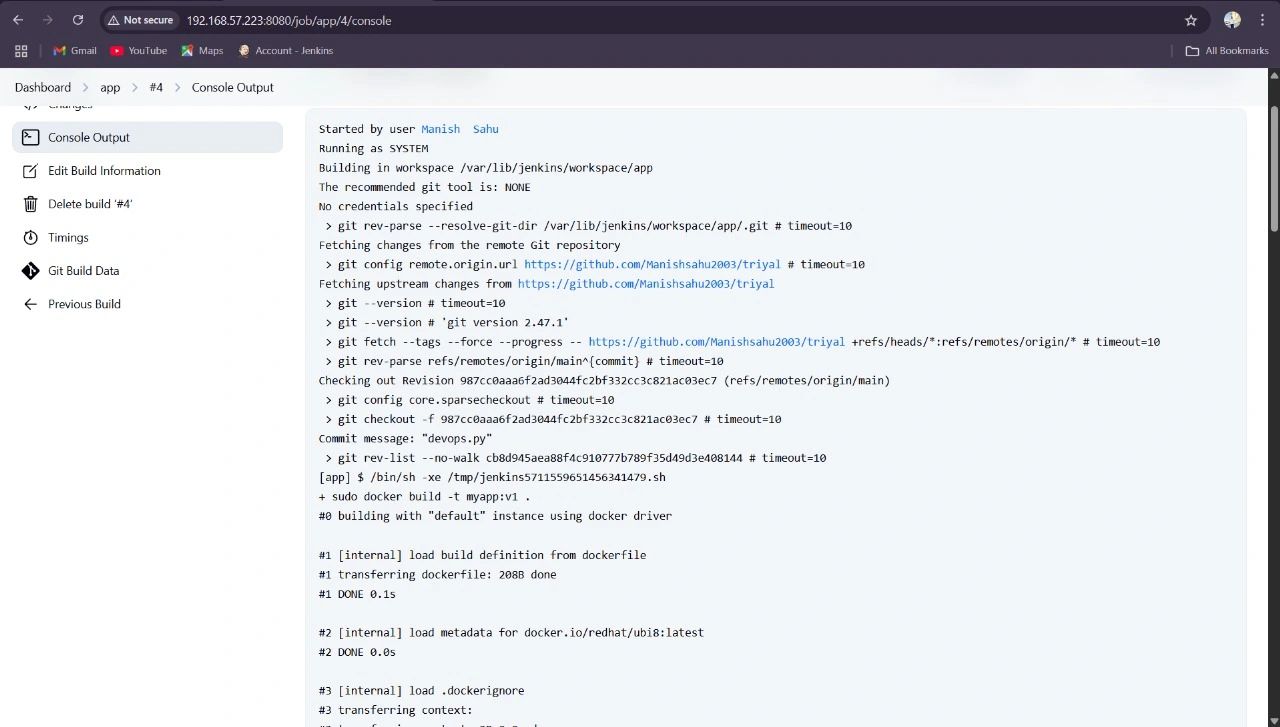 Not secure 192.168.57.223:8080/job/app/4/console
Gmail YouTube Maps Account - Jenkins All Bookmarks
Dashboard > app > #4 > Console Output
Changes
Console Output
Edit Build Information
Delete build ‘#4’
Timings
Git Build Data
Previous Build
Started by user Manish Sahu
Running as SYSTEM
Building in workspace /var/lib/jenkins/workspace/app
The recommended git tool is: NONE
No credentials specified
> git rev-parse --resolve-git-dir /var/lib/jenkins/workspace/app/.git # timeout=10
Fetching changes from the remote Git repository
> git config remote.origin.url https://github.com/Manishsahu2003/triyal # timeout=10
Fetching upstream changes from https://github.com/Manishsahu2003/triyal
> git --version # timeout=10
> git --version # 'git version 2.47.1'
> git fetch --tags --force --progress -- https://github.com/Manishsahu2003/triyal +refs/heads/*:refs/remotes/origin/* # timeout=10
> git rev-parse refs/remotes/origin/main^{commit} # timeout=10
Checking out Revision 987cc0aaa6f2ad3044fc2bf332cc3c821ac03ec7 (refs/remotes/origin/main)
> git config core.sparsecheckout # timeout=10
> git checkout -f 987cc0aaa6f2ad3044fc2bf332cc3c821ac03ec7 # timeout=10
Commit message: "devops.py"
> git rev-list --no-walk cb8d945aea88f4c910777b789f35d49d3e408144 # timeout=10
[app] $ /bin/sh -xe /tmp/jenkins5711559651456341479.sh
+ sudo docker build -t myapp:v1 .
#0 building with "default" instance using docker driver
#1 [internal] load build definition from dockerfile
#1 transferring dockerfile: 208B done
#1 DONE 0.1s
#2 [internal] load metadata for docker.io/redhat/ubi8:latest
#2 DONE 0.0s
#3 [internal] load .dockerignore
#3 transferring context: